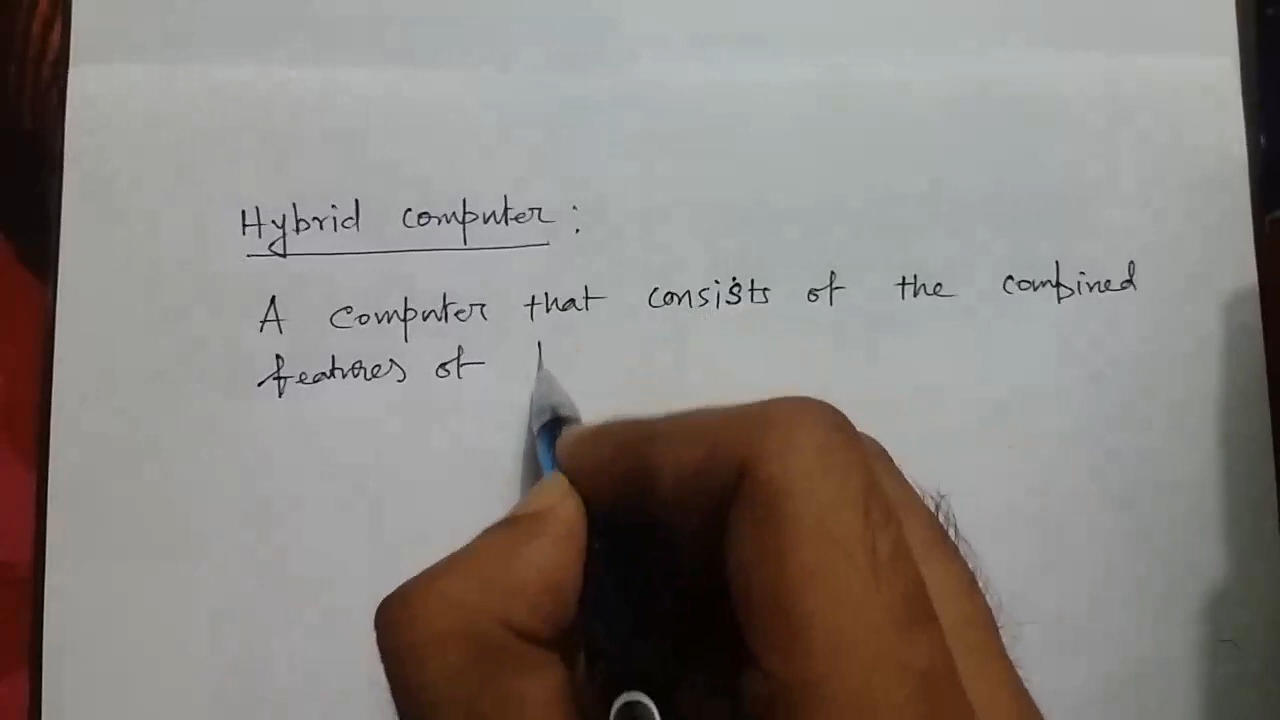 Hybrid computer :
A computer that consists of the combined
features of